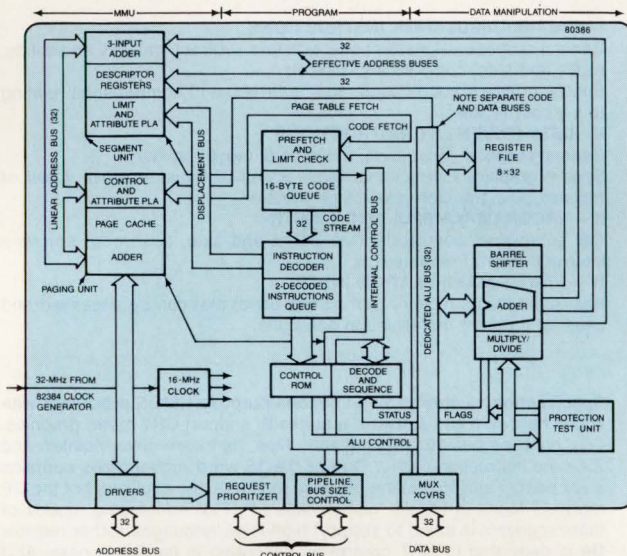 MMU
PROGRAM
DATA MANIPULATION
80386
3-INPUT
ADDER
DESCRIPTOR
REGISTERS
LIMIT
AND
ATTRIBUTE PLA
SEGMENT
UNIT
LINEAR ADDRESS BUS (32)
CONTROL
AND
ATTRIBUTE PLA
PAGE CACHE
ADDER
PAGING UNIT
DISPLACEMENT BUS
32
EFFECTIVE ADDRESS BUSES
32
PAGE TABLE FETCH
CODE FETCH
NOTE SEPARATE CODE
AND DATA BUSES
PREFETCH
AND
LIMIT CHECK
16-BYTE CODE
QUEUE
32
CODE
STREAM
INSTRUCTION
DECODER
2-DECODED
INSTRUCTIONS
QUEUE
INTERNAL CONTROL BUS
CONTROL
ROM
DECODE
AND
SEQUENCE
DEDICATED ALU BUS (32)
REGISTER
FILE
8 × 32
BARREL
SHIFTER
ADDER
MULTIPLY/
DIVIDE
STATUS
FLAGS
ALU CONTROL
PROTECTION
TEST UNIT
32-MHz FROM
82384 CLOCK
GENERATOR
16-MHz
CLOCK
DRIVERS
REQUEST
PRIORITIZER
PIPELINE,
BUS SIZE,
CONTROL
MUX
XCVRS
32
32
ADDRESS BUS
CONTROL BUS
DATA BUS